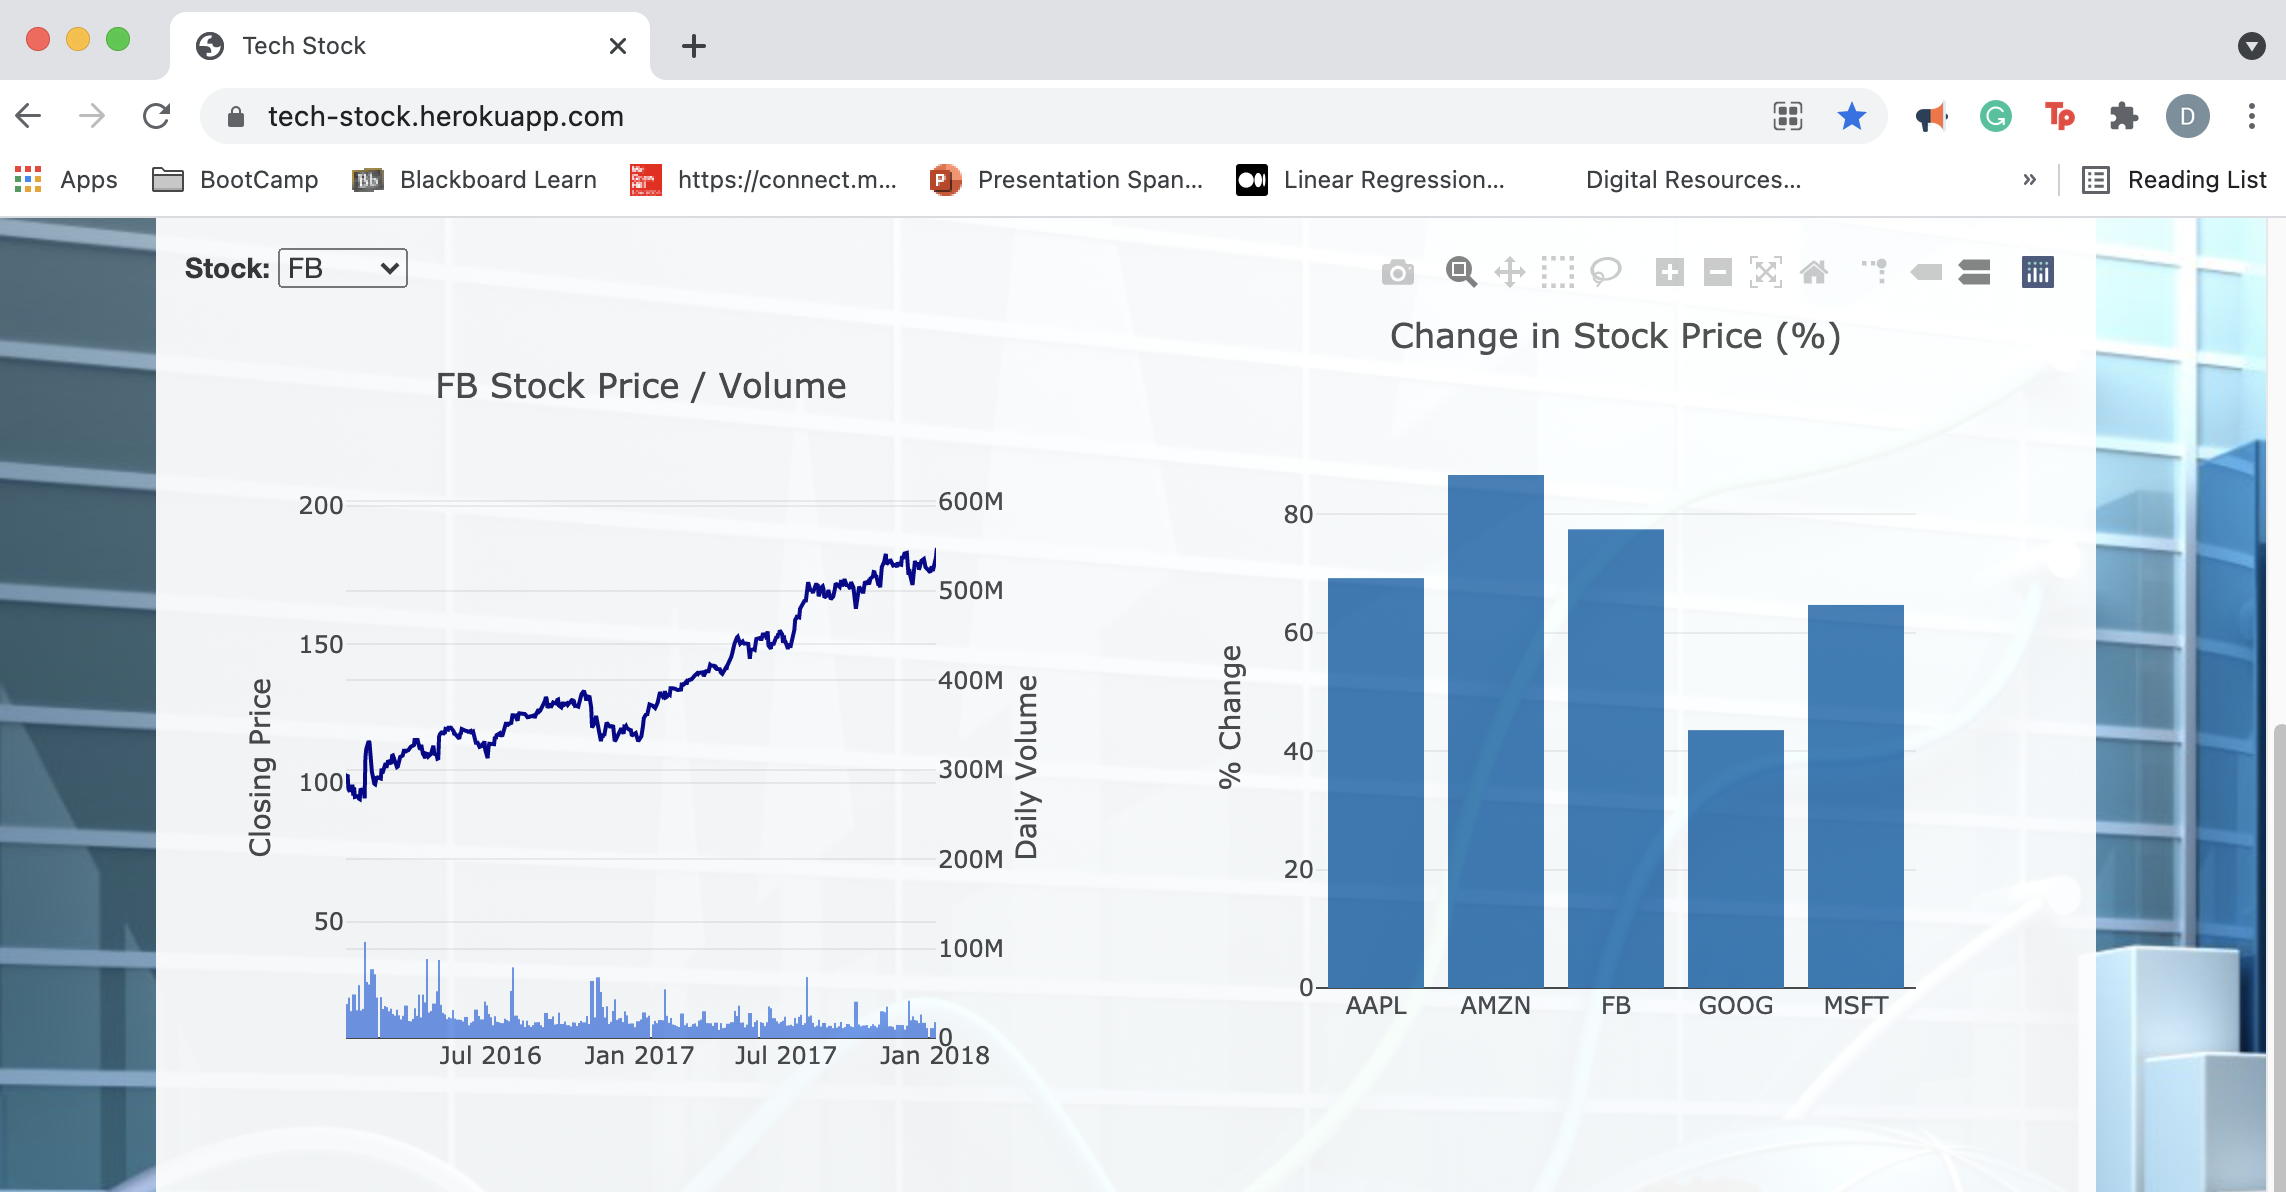 Tech Stock
tech-stock.herokuapp.com
G
Tp
D
Apps
BootCamp
Bb
Blackboard Learn
https://connect.m...
P
Presentation Span...
Linear Regression...
Digital Resources...
»
Reading List
Stock: FB
FB Stock Price / Volume
200
150
100
50
Closing Price
600M
500M
400M
300M
200M
100M
0
Daily Volume
Jul 2016
Jan 2017
Jul 2017
Jan 2018
Change in Stock Price (%)
80
60
40
20
0
% Change
AAPL
AMZN
FB
GOOG
MSFT